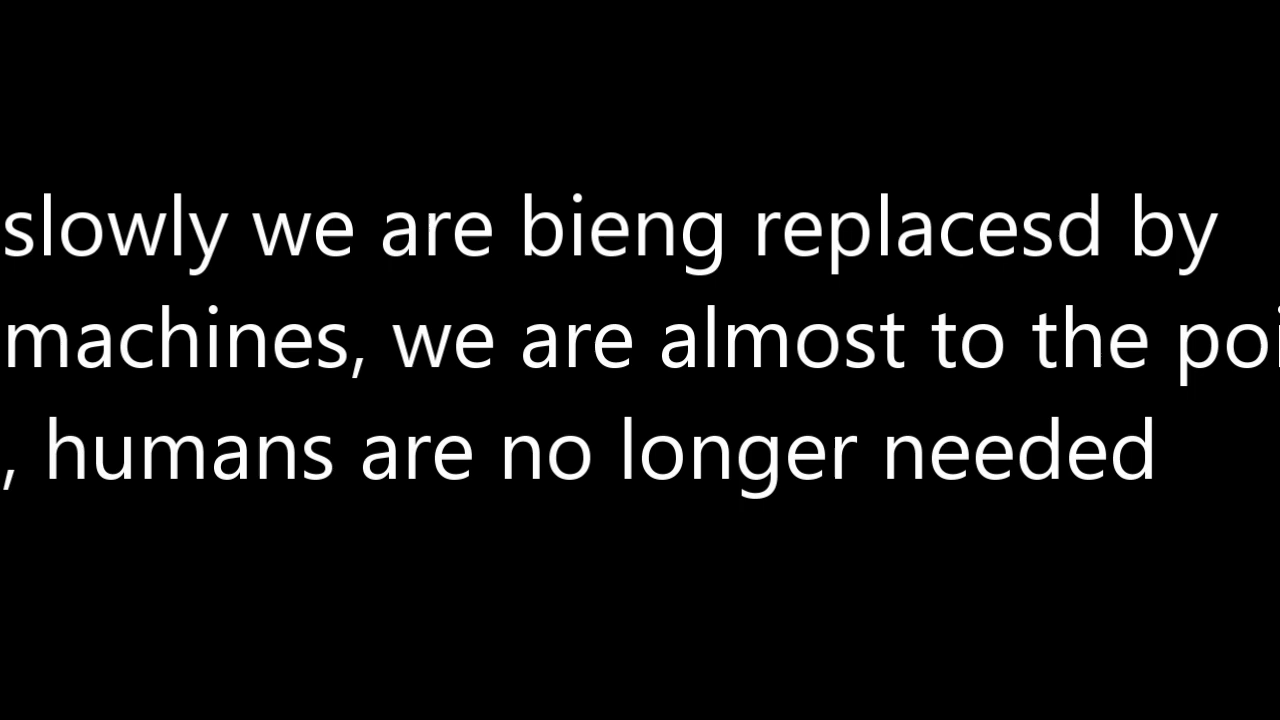 slowly we are bieng replacesd by
machines, we are almost to the poi
, humans are no longer needed